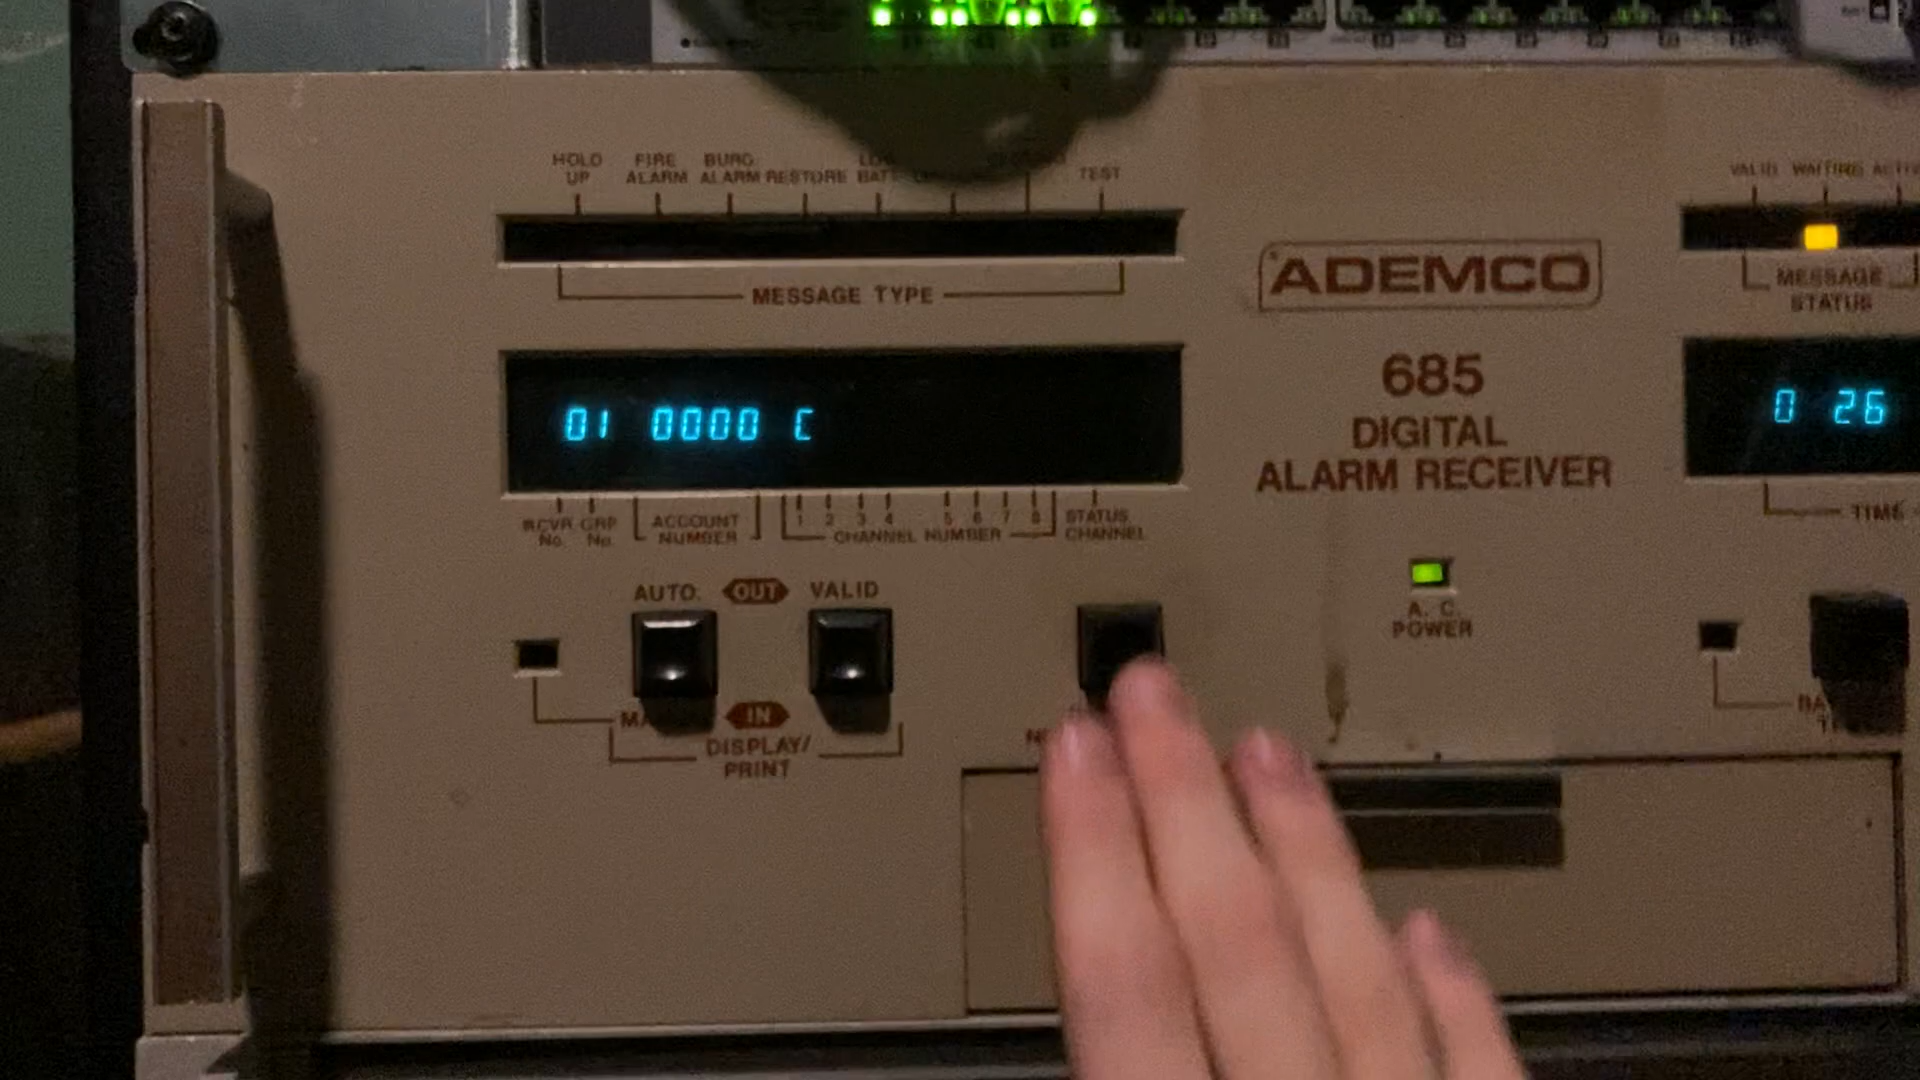 HOLD UP
FIRE ALARM
BURG ALARM
RESTORE
TEST
MESSAGE TYPE
ADEMCO
685
DIGITAL
ALARM RECEIVER
VALID WAITING
MESSAGE
STATUS
01 0000 C
0 26
RCVR No.
GRP No.
ACCOUNT
NUMBER
1 2 3 4 5 6 7 8
CHANNEL NUMBER
STATUS
CHANNEL
TIME
AUTO. OUT VALID
A. C.
POWER
IN
DISPLAY/
PRINT